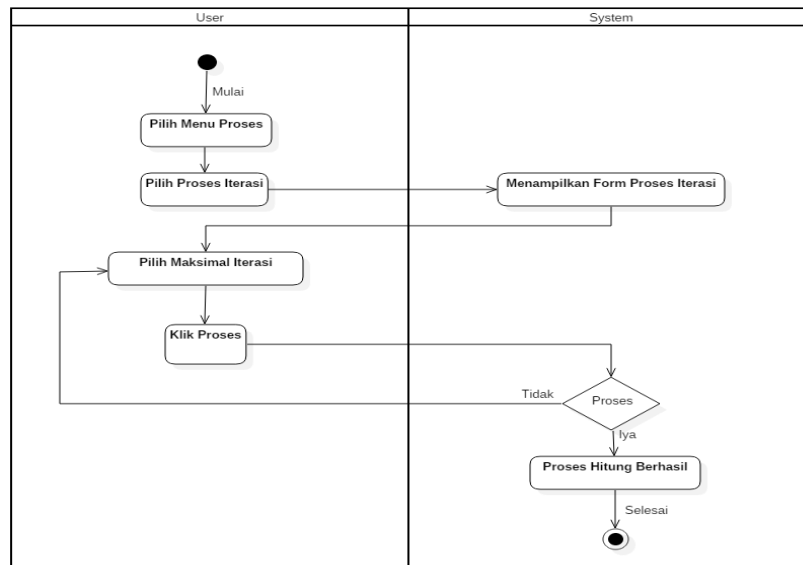 User
System
Mulai
Pilih Menu Proses
Pilih Proses Iterasi
Menampilkan Form Proses Iterasi
Pilih Maksimal Iterasi
Klik Proses
Tidak
Proses
Iya
Proses Hitung Berhasil
Selesai